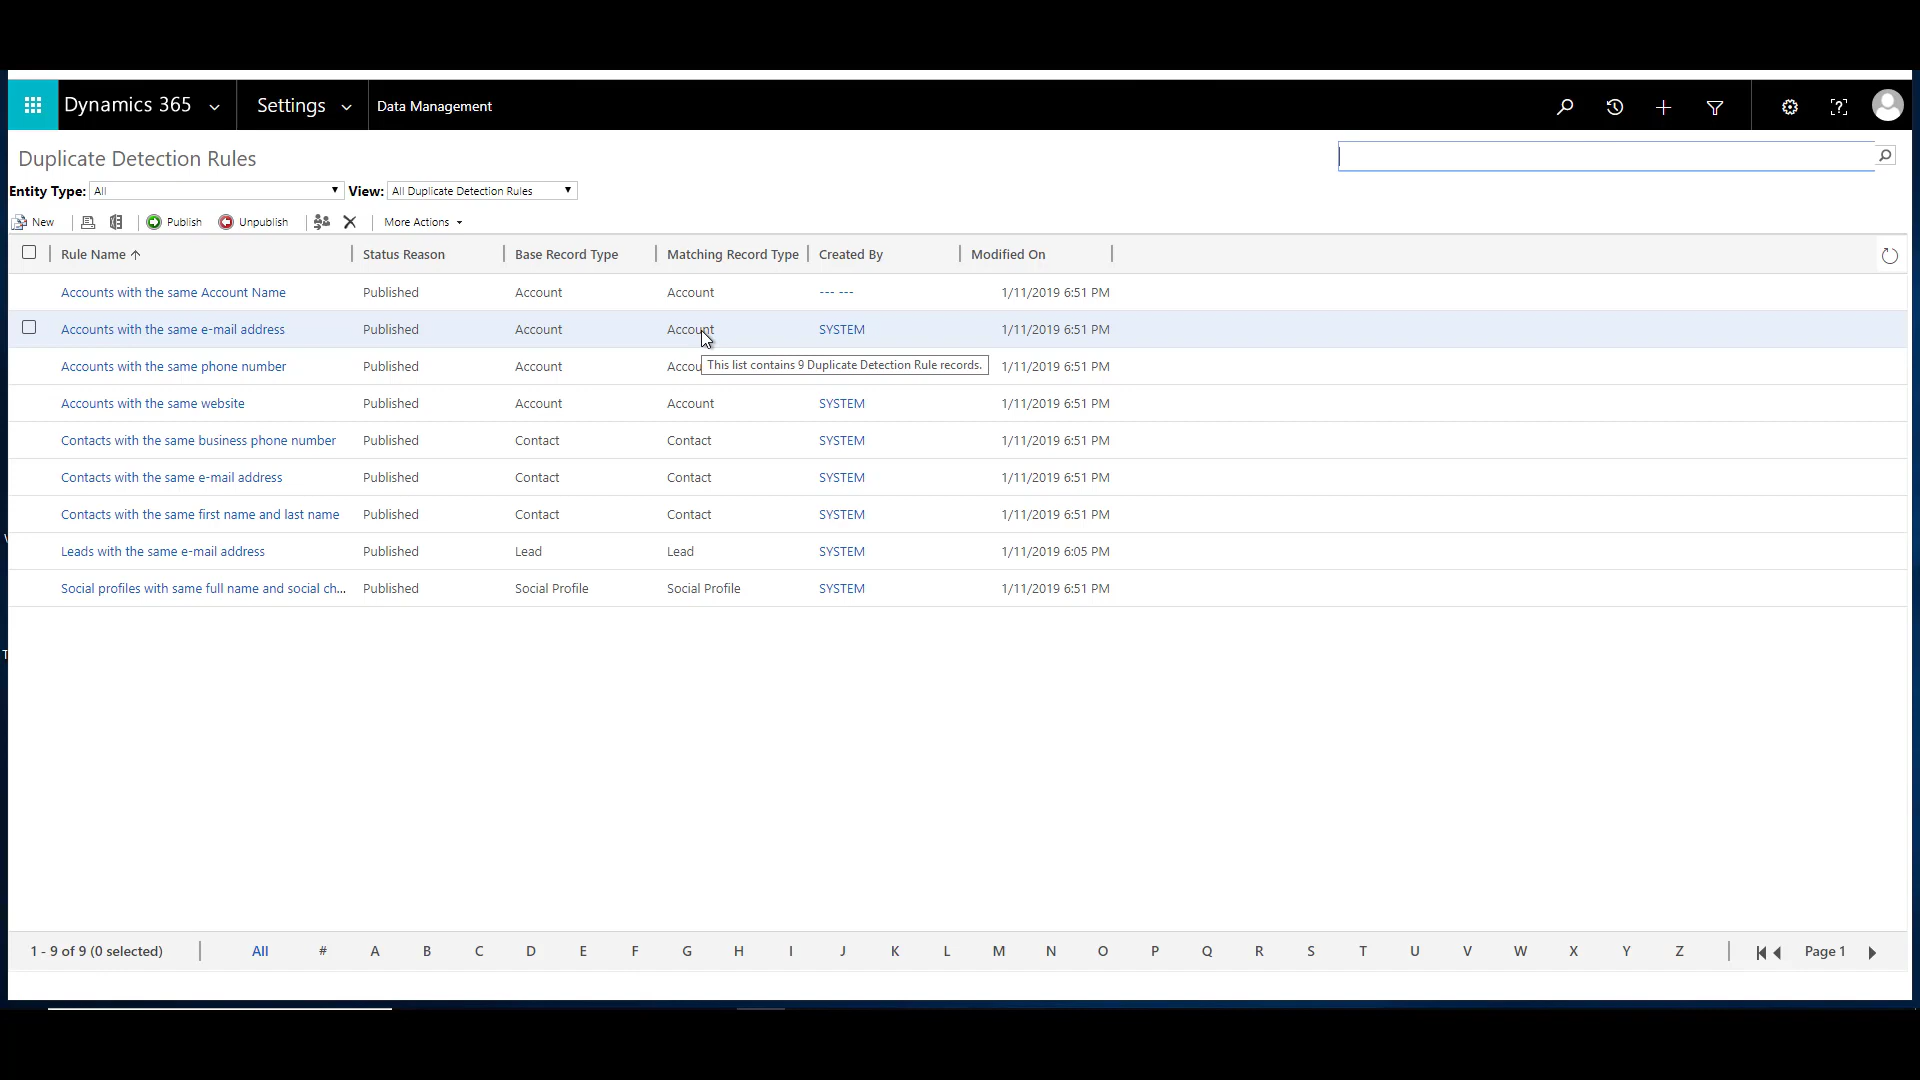 Dynamics 365 Settings Data Management
Duplicate Detection Rules
Entity Type: All View: All Duplicate Detection Rules
New Publish Unpublish More Actions
Rule Name Status Reason Base Record Type Matching Record Type Created By Modified On
Accounts with the same Account Name Published Account Account --- --- 1/11/2019 6:51 PM
Accounts with the same e-mail address Published Account Account SYSTEM 1/11/2019 6:51 PM
Accounts with the same phone number Published Account Accou 1/11/2019 6:51 PM
This list contains 9 Duplicate Detection Rule records.
Accounts with the same website Published Account Account SYSTEM 1/11/2019 6:51 PM
Contacts with the same business phone number Published Contact Contact SYSTEM 1/11/2019 6:51 PM
Contacts with the same e-mail address Published Contact Contact SYSTEM 1/11/2019 6:51 PM
Contacts with the same first name and last name Published Contact Contact SYSTEM 1/11/2019 6:51 PM
Leads with the same e-mail address Published Lead Lead SYSTEM 1/11/2019 6:05 PM
Social profiles with same full name and social ch... Published Social Profile Social Profile SYSTEM 1/11/2019 6:51 PM
1 - 9 of 9 (0 selected) All # A B C D E F G H I J K L M N O P Q R S T U V W X Y Z Page 1